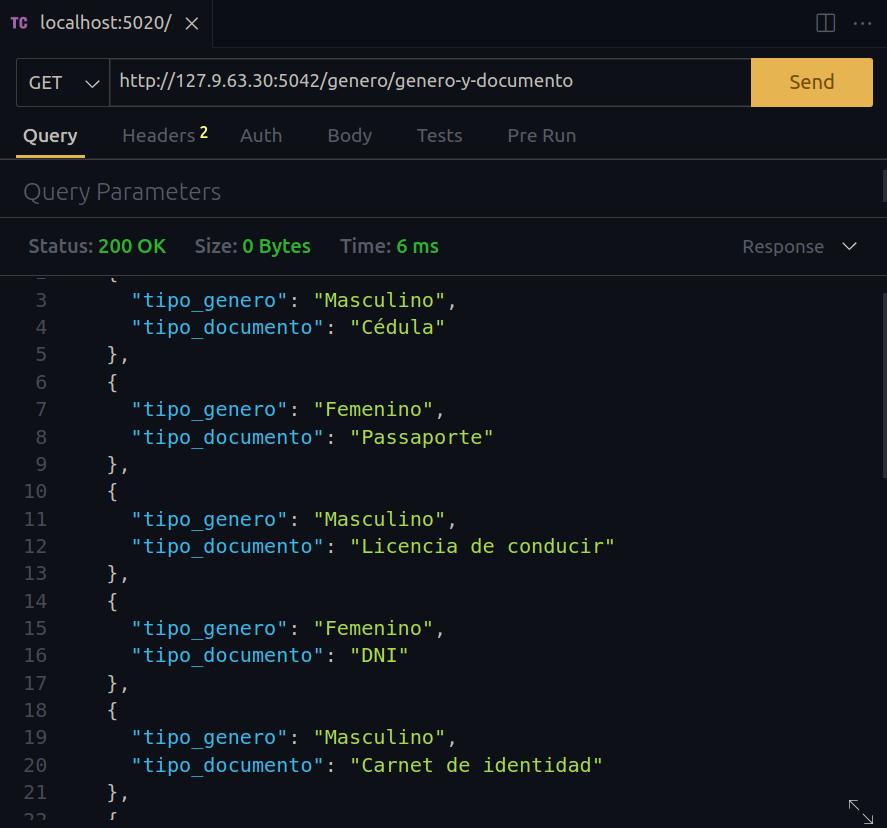 TC localhost:5020/
GET http://127.9.63.30:5042/genero/genero-y-documento Send
Query Headers 2 Auth Body Tests Pre Run
Query Parameters
Status: 200 OK Size: 0 Bytes Time: 6 ms Response
2 {
3 "tipo_genero": "Masculino",
4 "tipo_documento": "Cédula"
5 },
6 {
7 "tipo_genero": "Femenino",
8 "tipo_documento": "Passaporte"
9 },
10 {
11 "tipo_genero": "Masculino",
12 "tipo_documento": "Licencia de conducir"
13 },
14 {
15 "tipo_genero": "Femenino",
16 "tipo_documento": "DNI"
17 },
18 {
19 "tipo_genero": "Masculino",
20 "tipo_documento": "Carnet de identidad"
21 },
22 {